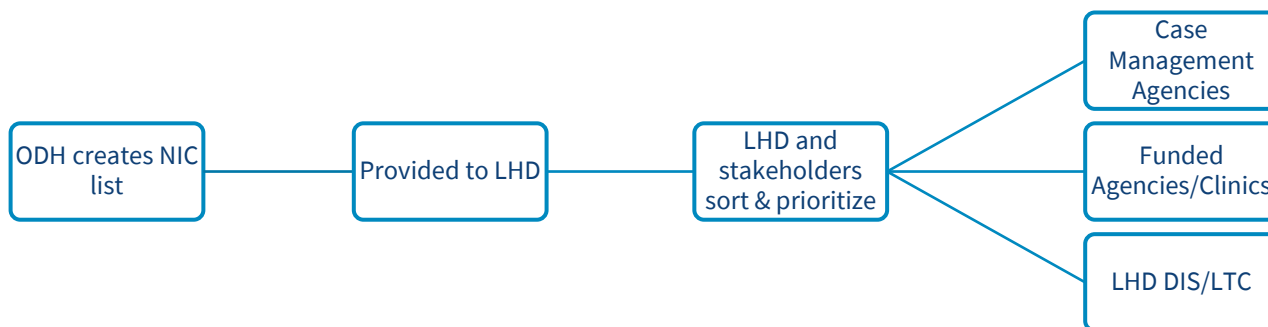 ODH creates NIC
list
Provided to LHD
LHD and
stakeholders
sort & prioritize
Case
Management
Agencies
Funded
Agencies/Clinics
LHD DIS/LTC